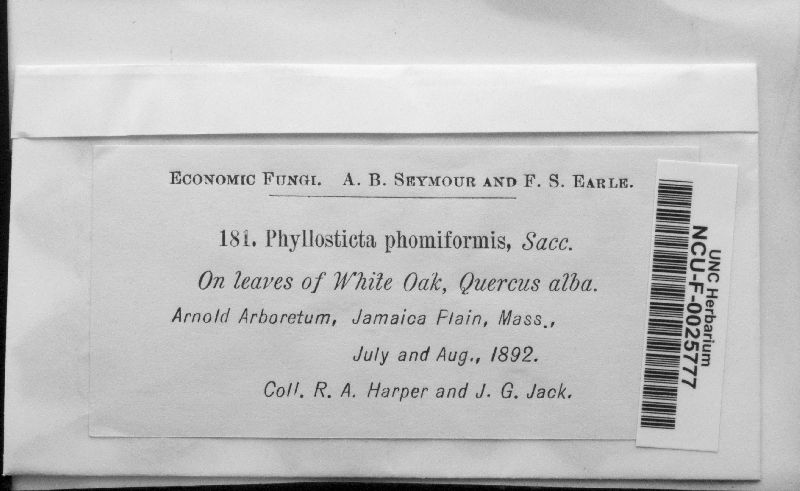 ECONOMIC FUNGI. A. B. SEYMOUR AND F. S. EARLE.
181. Phyllosticta phomiformis, Sacc.
On leaves of White Oak, Quercus alba.
Arnold Arboretum, Jamaica Plain, Mass.,
July and Aug., 1892.
Coll. R. A. Harper and J. G. Jack.
UNC Herbarium
NCU-F-0025777